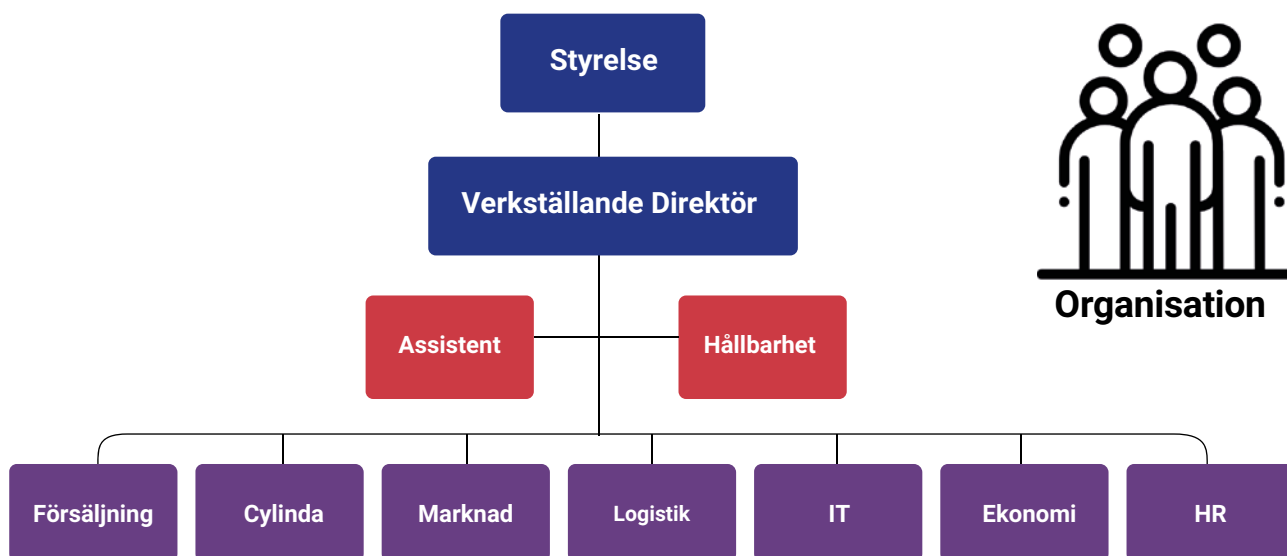 Styrelse
Verkställande Direktör
Organisation
Assistent
Hållbarhet
Försäljning
Cylinda
Marknad
Logistik
IT
Ekonomi
HR